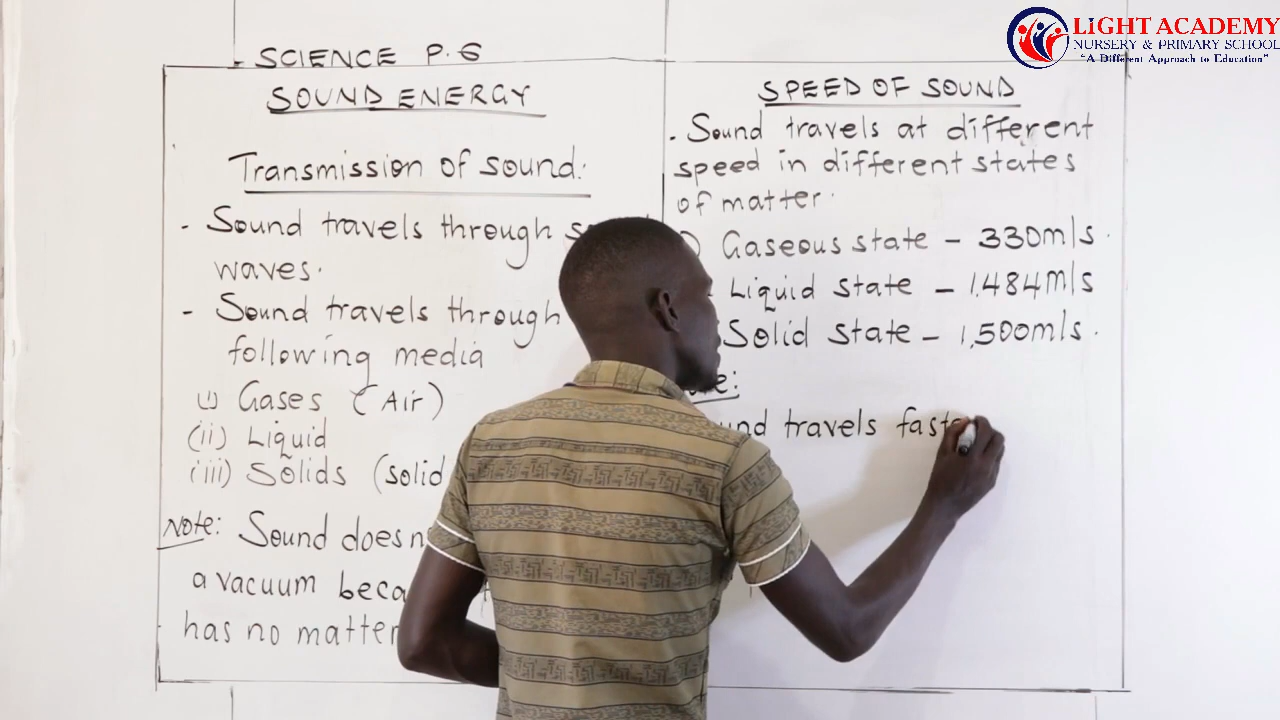 LIGHT ACADEMY
NURSERY & PRIMARY SCHOOL
"A Different Approach to Education"
SCIENCE P.6
SOUND ENERGY
Transmission of sound.
- Sound travels through
waves.
- Sound travels through
following media
(i) Gases (Air)
(ii) Liquid
(iii) Solids (solid
Note: Sound does
a vacuum
has no matter
SPEED OF SOUND
- Sound travels at different
speed in different states
of matter.
) Gaseous state - 330m/s.
Liquid state - 1,484m/s
Solid state - 1,500m/s.
travels